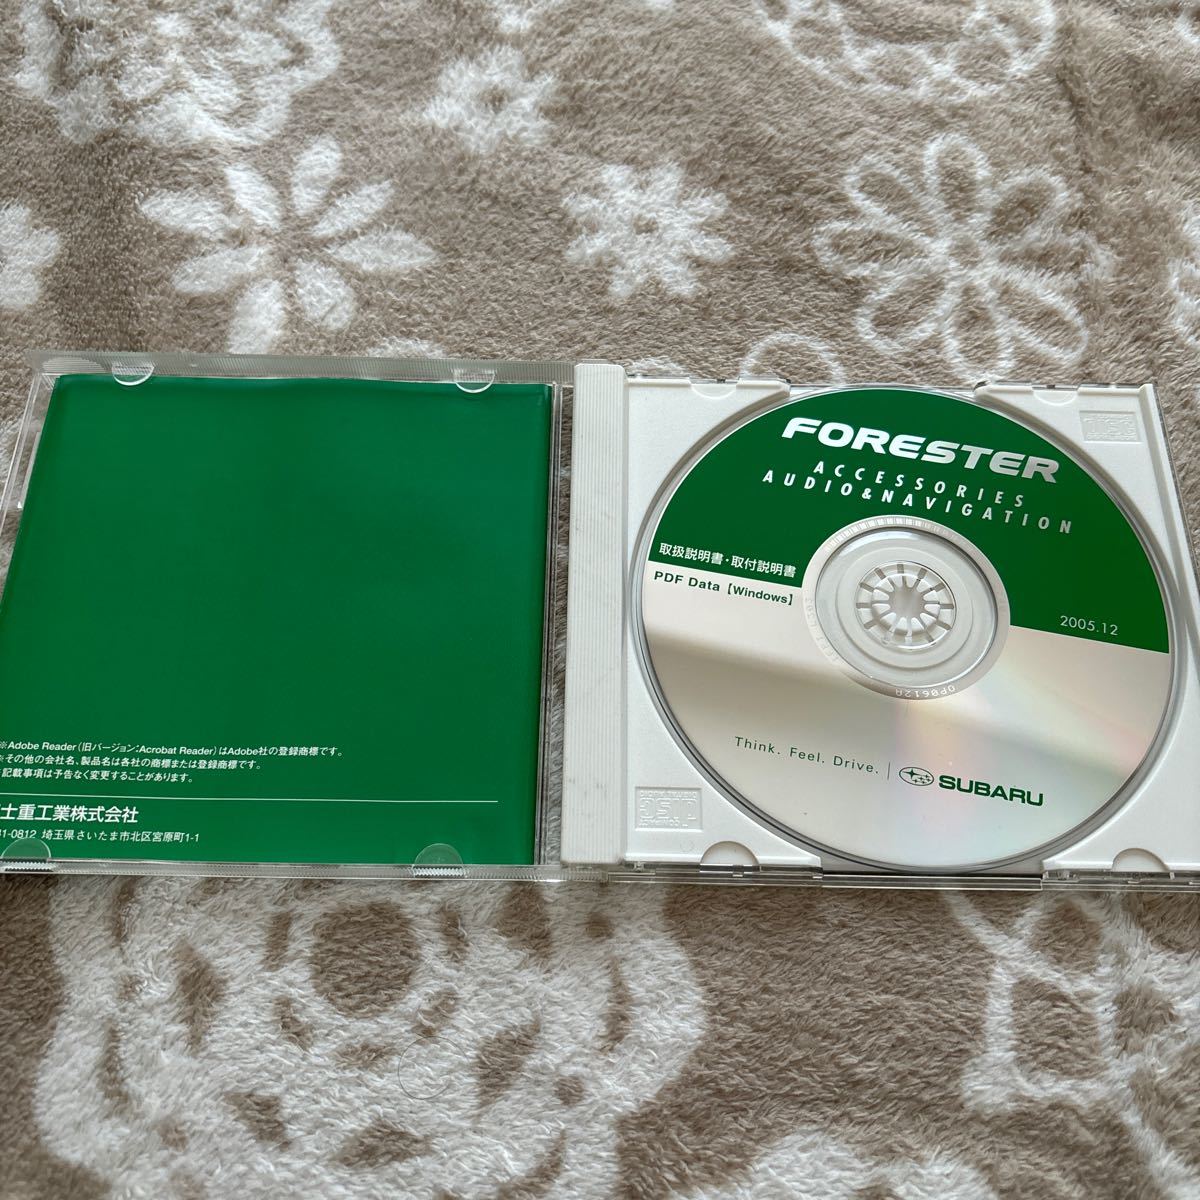 ※Adobe Reader（旧バージョン:Acrobat Reader）はAdobe社の登録商標です。
※その他の会社名、製品名は各社の商標または登録商標です。
記載事項は予告なく変更することがあります。
士重工業株式会社
31-0812 埼玉県さいたま市北区宮原町1-1
FORESTER
ACCESSORIES
AUDIO&NAVIGATION
取扱説明書・取付説明書
PDF Data【Windows】
2005.12
OP0612A
Think. Feel. Drive.
SUBARU